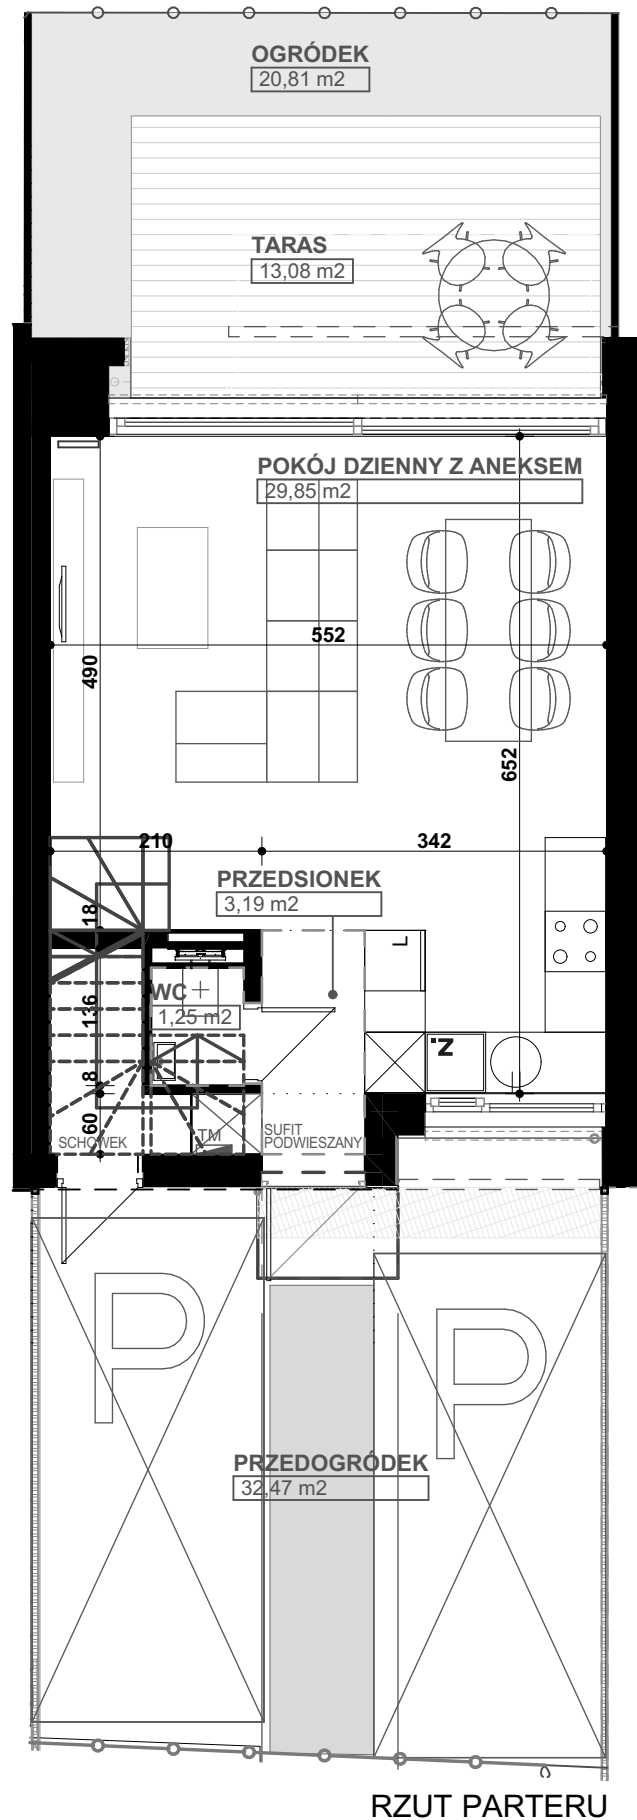 OGRÓDEK
20,81 m2
TARAS
13,08 m2
POKÓJ DZIENNY Z ANEKSEM
29,85 m2
552
490
652
210
342
PRZEDSIONEK
3,19 m2
18
L
WC
1,25 m2
136
Z.
8
60
SCHOWEK
TM
SUFIT
PODWIESZANY
P
P
PRZEDOGRÓDEK
32,47 m2
RZUT PARTERU